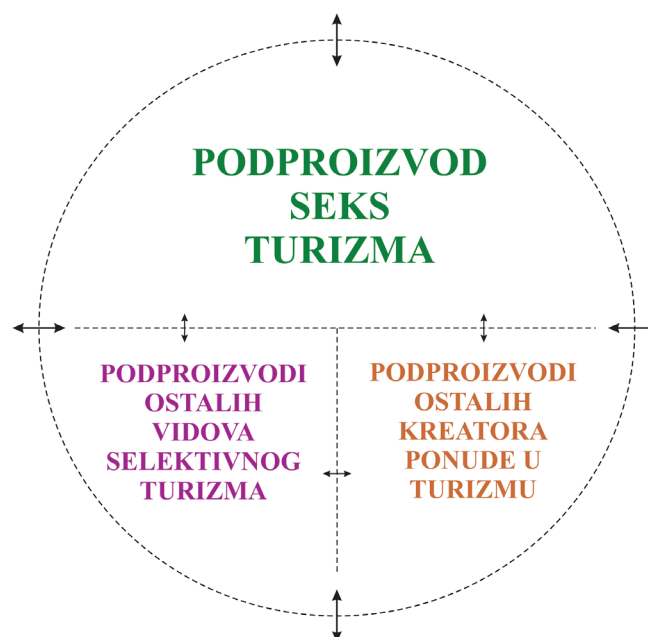 PODPROIZVOD
SEKS
TURIZMA
PODPROIZVODI
OSTALIH
VIDOVA
SELEKTIVNOG
TURIZMA
PODPROIZVODI
OSTALIH
KREATORA
PONUDE U
TURIZMU